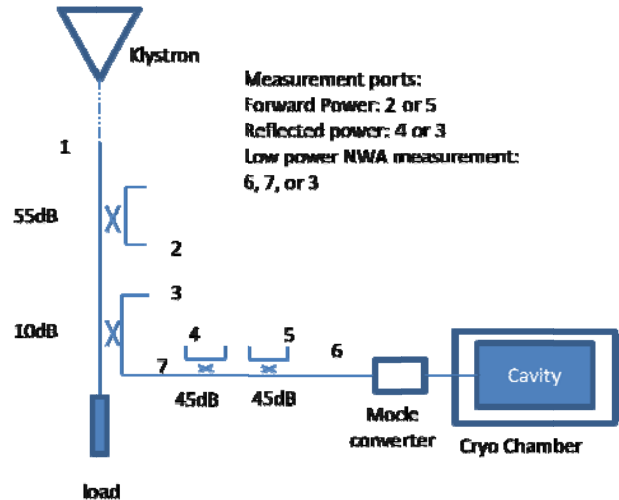 Klystron
Measurement ports:
Forward Power: 2 or 5
Reflected power: 4 or 3
Low power NWA measurement:
6, 7, or 3
1
55dB
2
3
10dB
4
5
6
7
45dB
45dB
Cavity
Mode
converter
Cryo Chamber
load